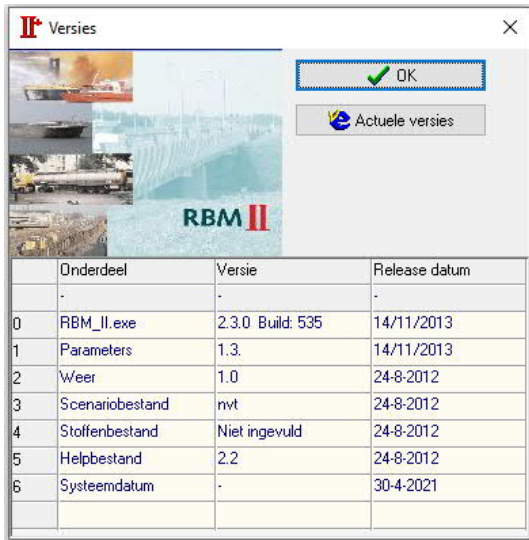 Versies
OK
Actuele versies
RBM II
Onderdeel Versie Release datum
- - -
0 RBM_II.exe 2.3.0 Build: 535 14/11/2013
1 Parameters 1.3. 14/11/2013
2 Weer 1.0 24-8-2012
3 Scenariobestand nvt 24-8-2012
4 Stoffenbestand Niet ingevuld 24-8-2012
5 Helpbestand 2.2 24-8-2012
6 Systeemdatum - 30-4-2021